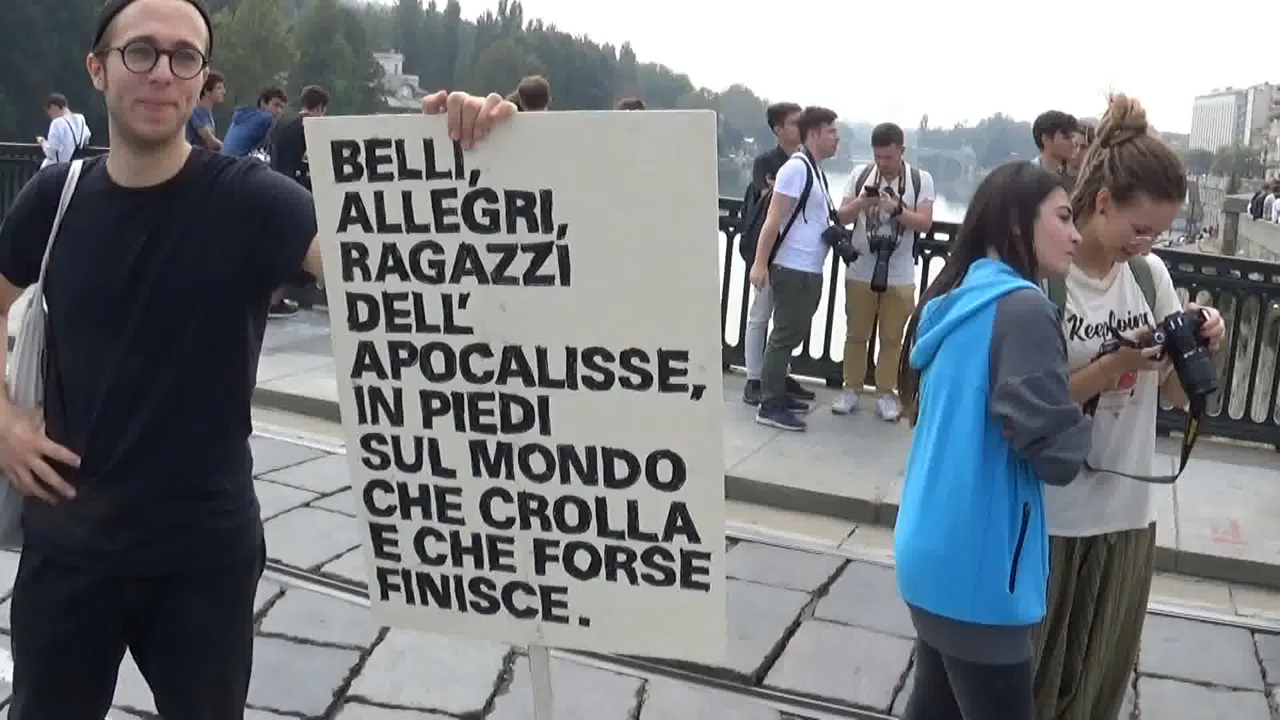 BELLI,
ALLEGRI,
RAGAZZI
DELL'
APOCALISSE,
IN PIEDI
SUL MONDO
CHE CROLLA
E CHE FORSE
FINISCE.